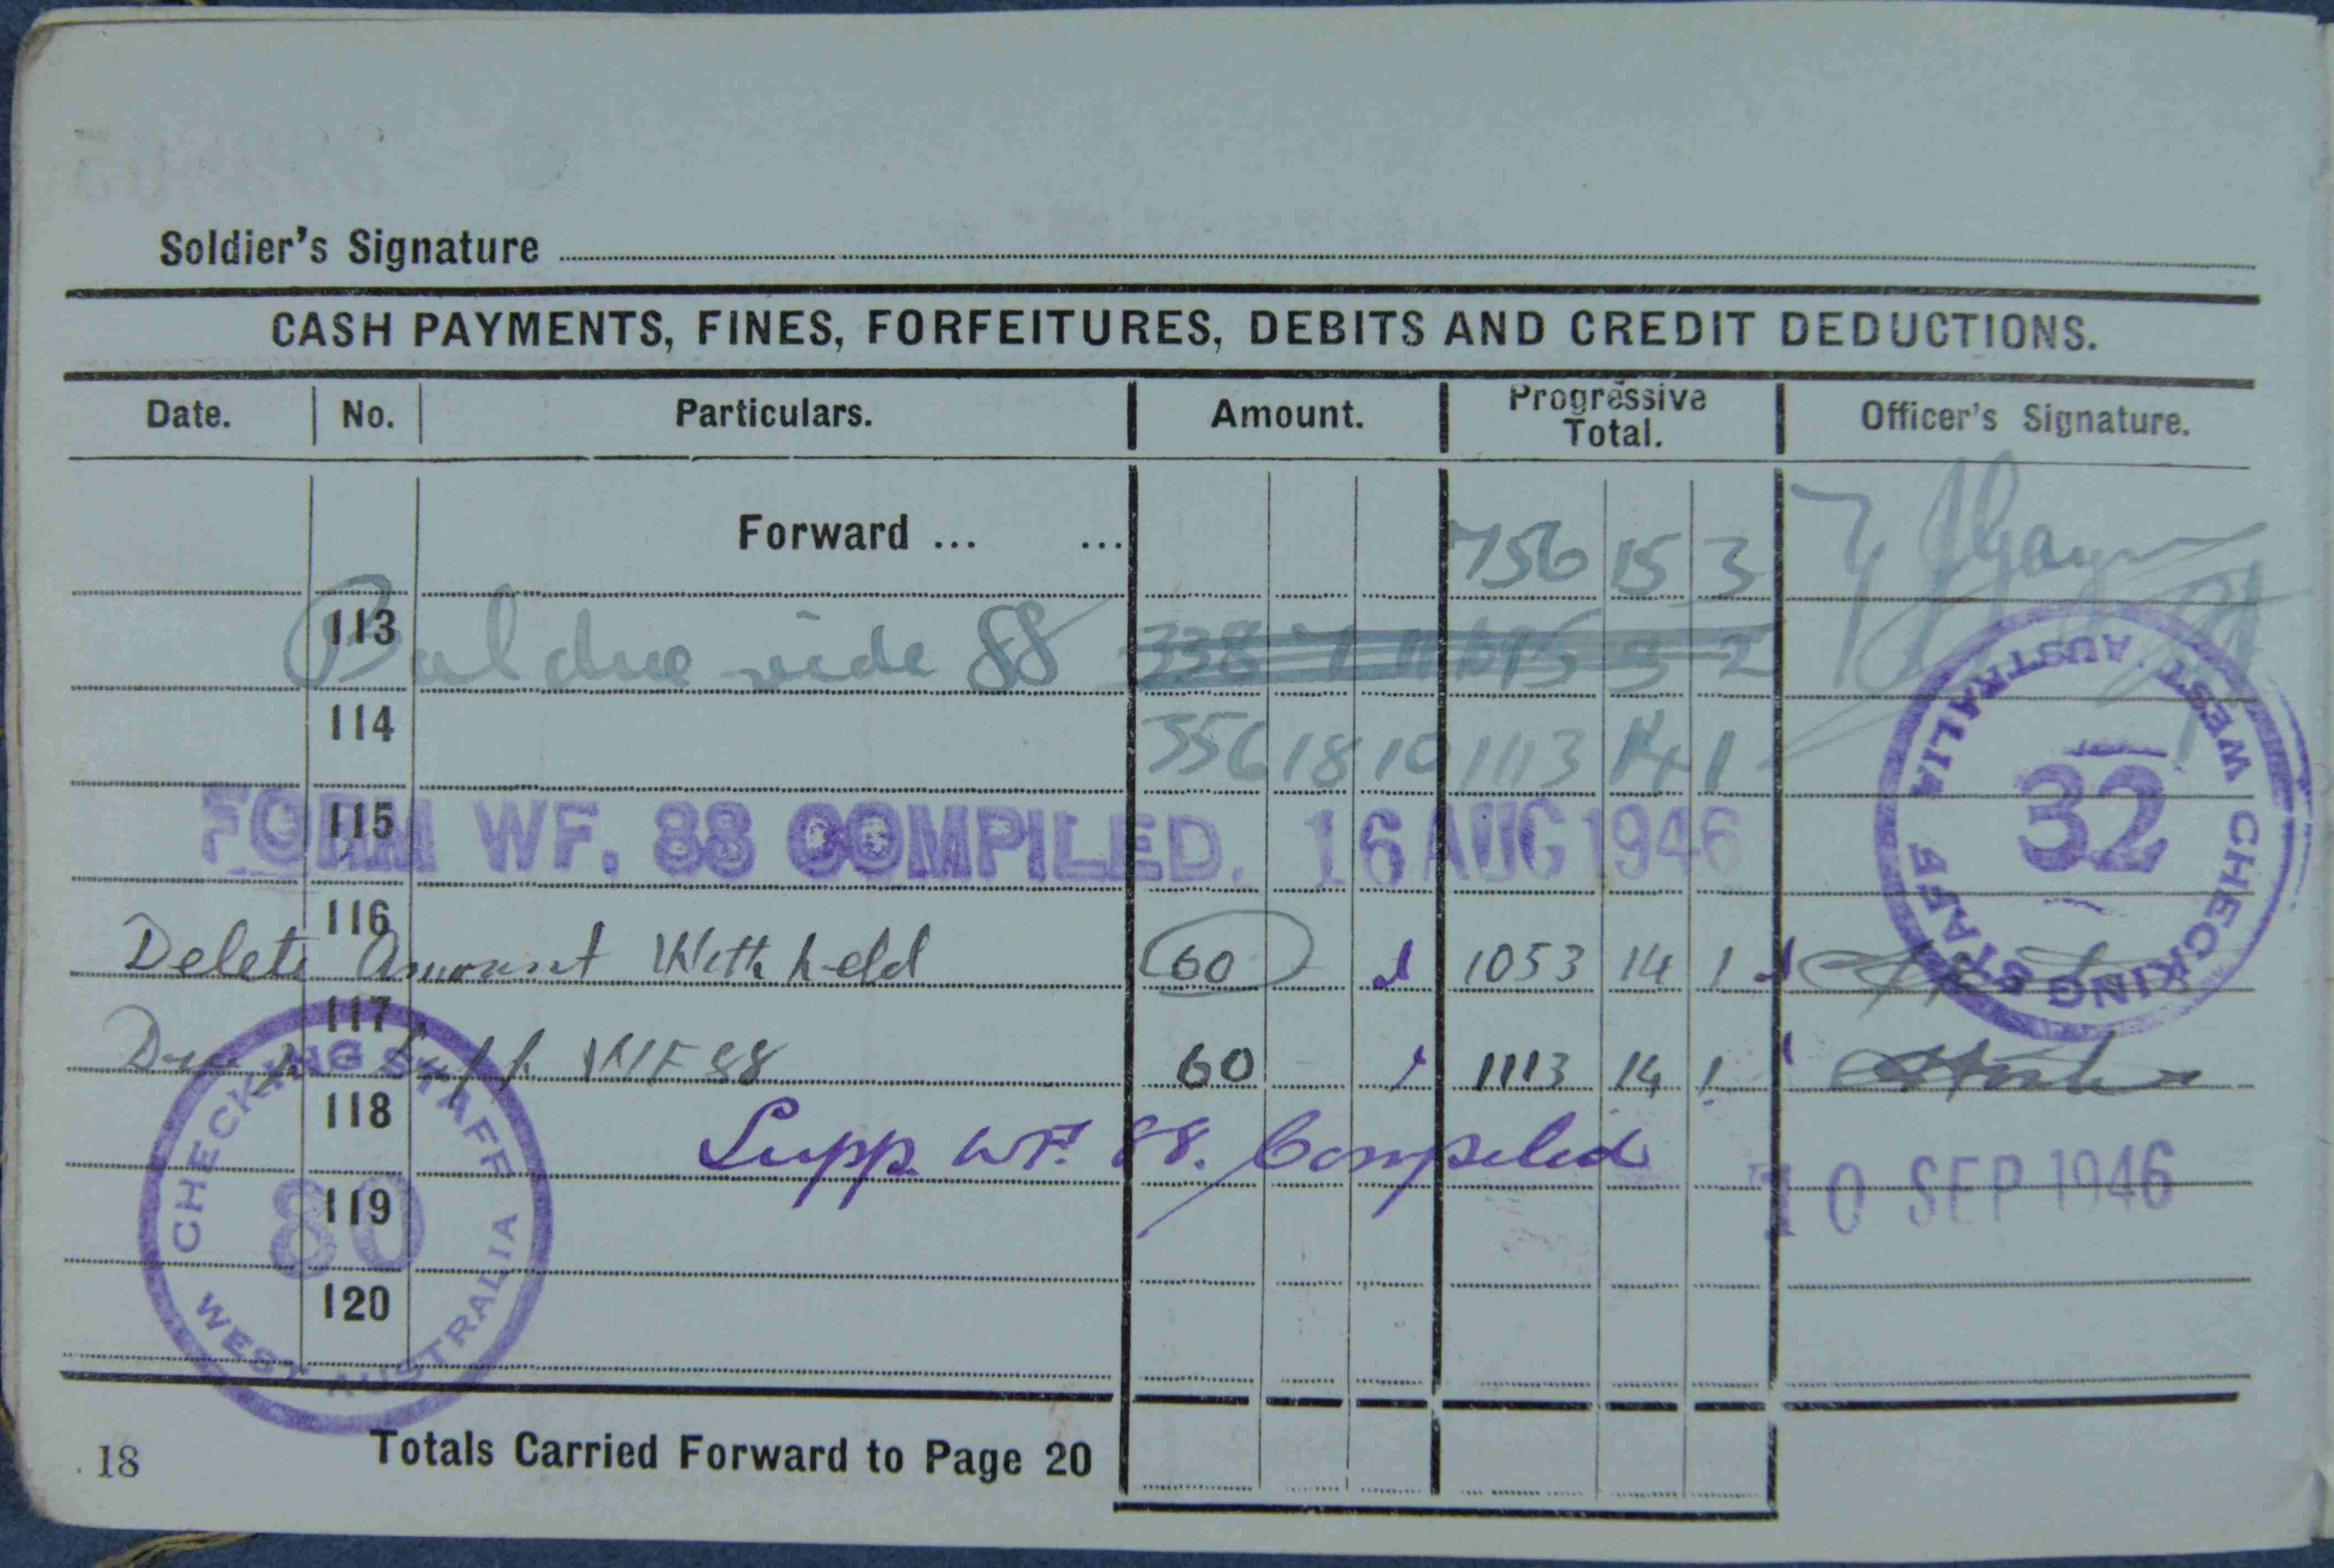 Soldier's Signature
CASH PAYMENTS, FINES, FORFEITURES, DEBITS AND CREDIT DEDUCTIONS.
Date. No. Particulars. Amount. Progressive Total. Officer's Signature.
Forward ... ... 756 15 3
113 Bal due vide 88 338
114 356 18 10 1113 14 1
115
FORM WF. 88 COMPILED. 16 AUG 1946
WEST AUSTRALIA CHECKING STAFF
32
116 Delete Amount Withheld 60 1053 14 1
117 Supp. WF 88 60 - 1113 14 1
118 Supp. WF. 88. Compiled
10 SEP 1946
119
120
CHECKING STAFF
80
WEST AUSTRALIA
Totals Carried Forward to Page 20
18